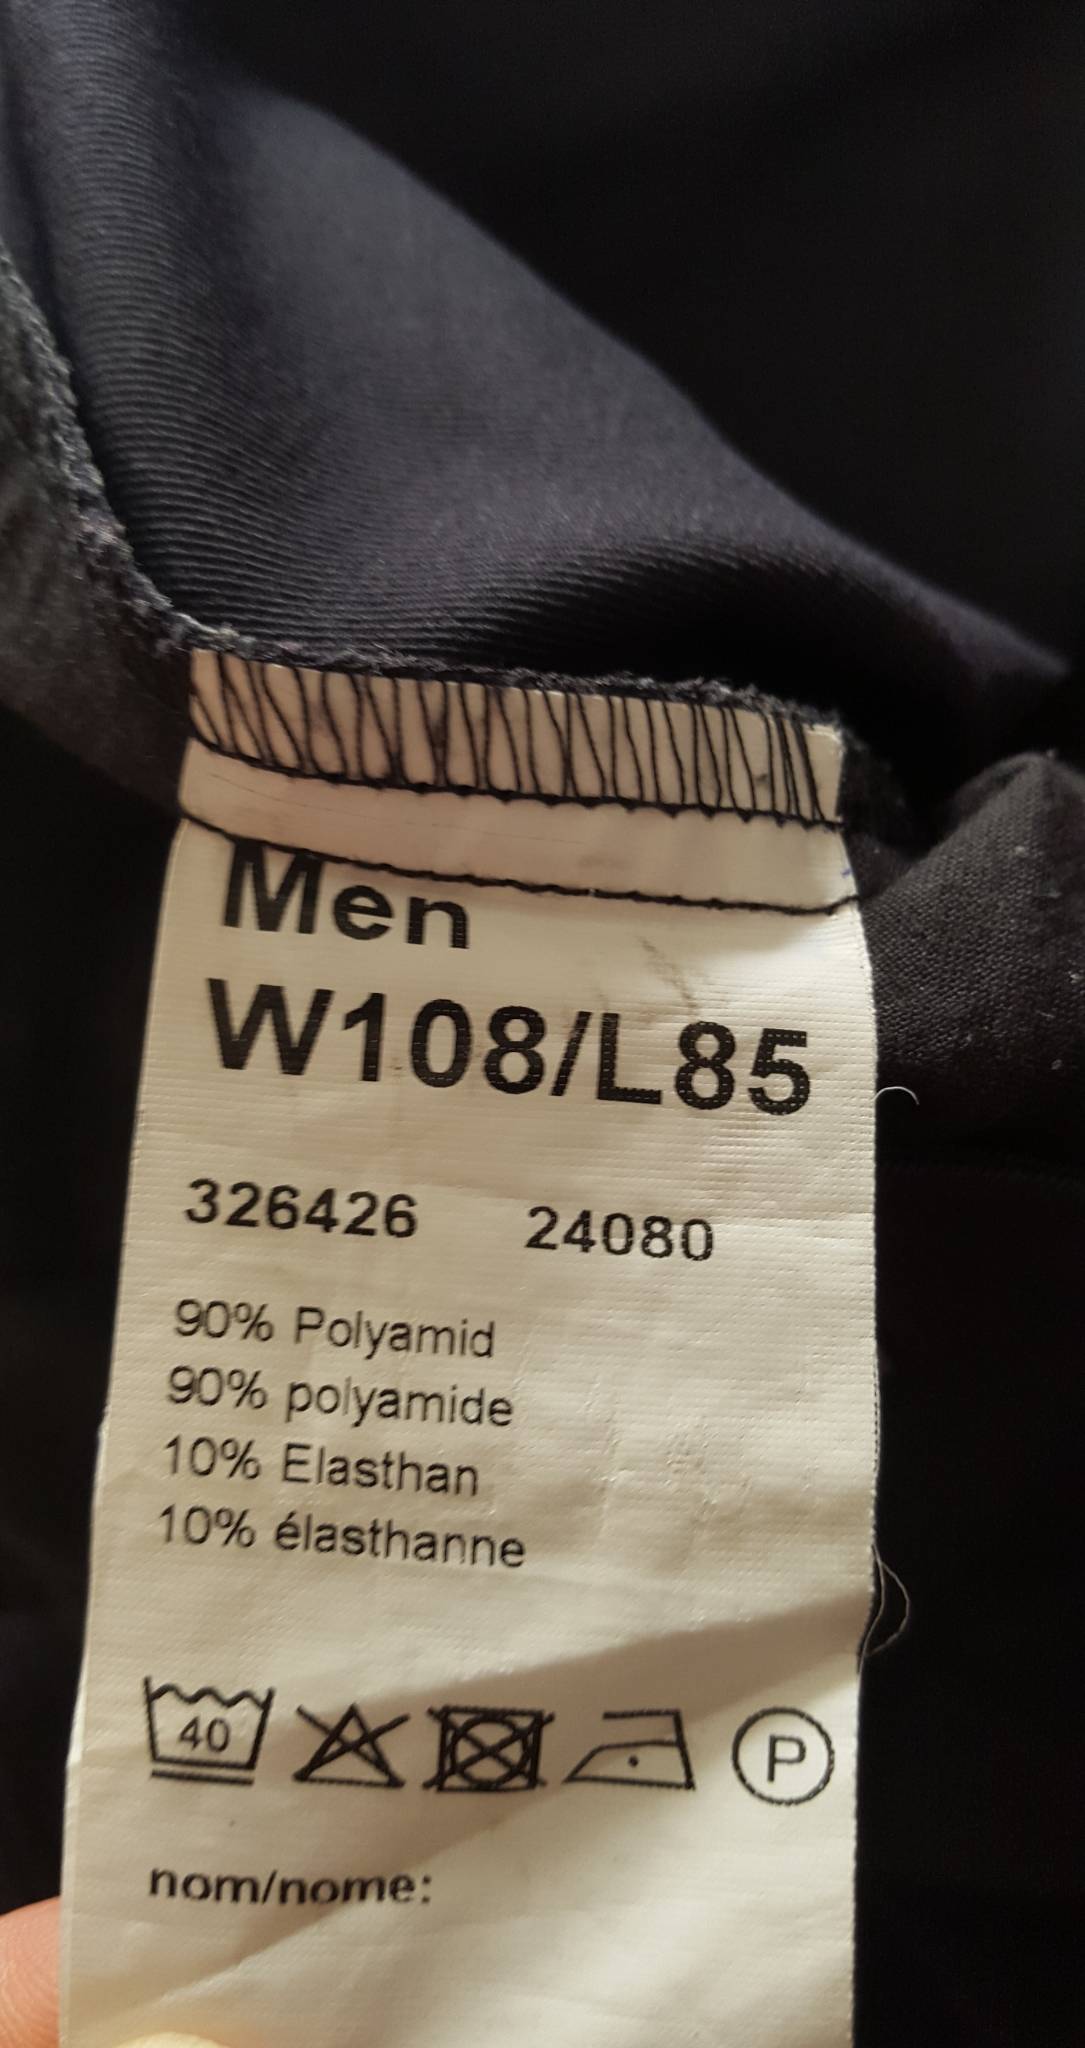 Men
W108/L85
326426 24080
90% Polyamid
90% polyamide
10% Elasthan
10% élasthanne
40
P
nom/nome: